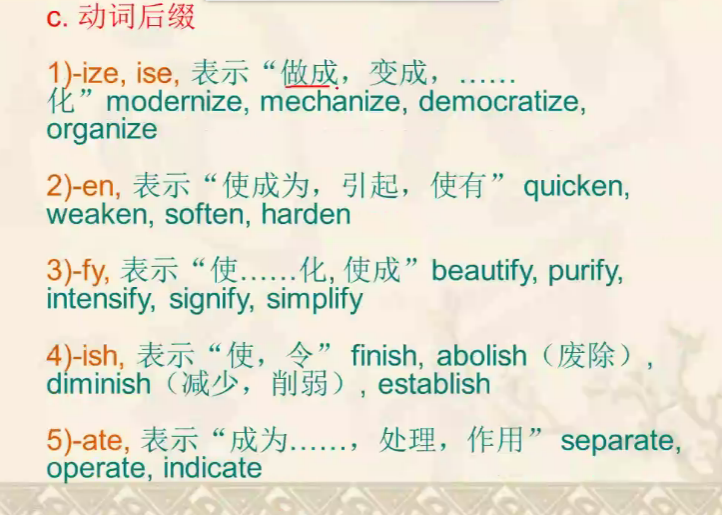 c. 动词后缀
1)-ize, ise, 表示“做成，变成，……
化”modernize, mechanize, democratize,
organize
2)-en, 表示“使成为，引起，使有” quicken,
weaken, soften, harden
3)-fy, 表示“使……化, 使成”beautify, purify,
intensify, signify, simplify
4)-ish, 表示“使，令” finish, abolish（废除）,
diminish（减少，削弱）, establish
5)-ate, 表示“成为……，处理，作用” separate,
operate, indicate